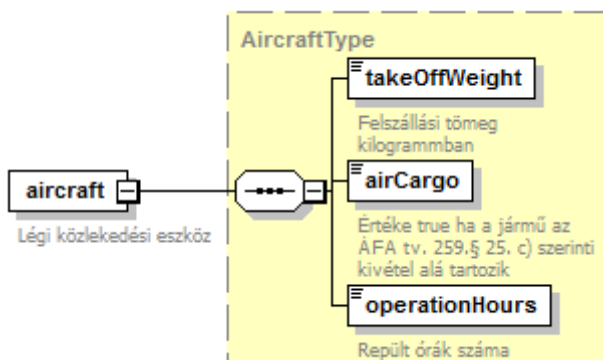 AircraftType
takeOffWeight
Felszállási tömeg
kilogrammban
aircraft
Légi közlekedési eszköz
airCargo
Értéke true ha a jármű az
ÁFA tv. 259.§ 25. c) szerinti
kivétel alá tartozik
operationHours
Repült órák száma